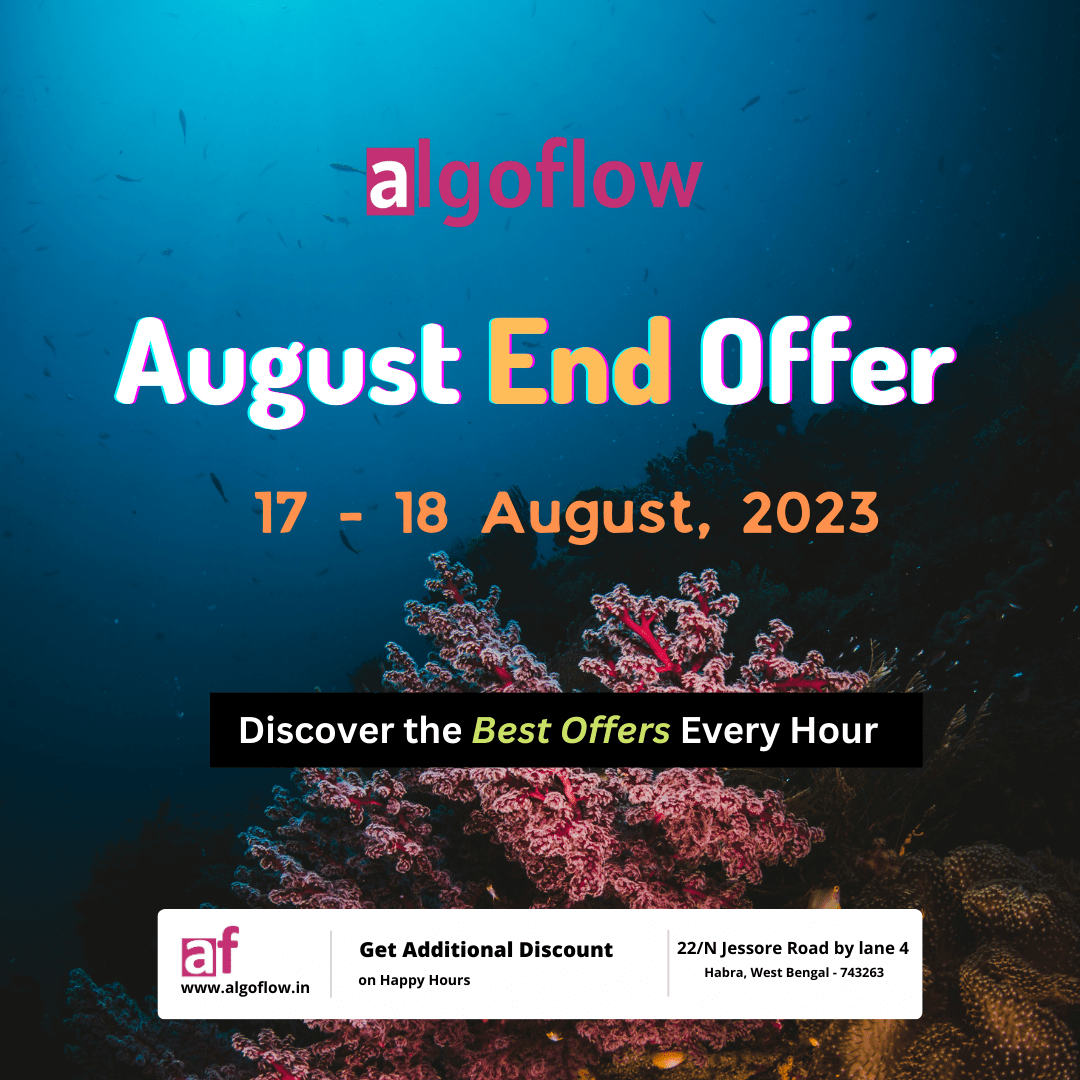 algoflow
August End Offer
17 - 18 August, 2023
Discover the Best Offers Every Hour
af
www.algoflow.in
Get Additional Discount
on Happy Hours
22/N Jessore Road by lane 4
Habra, West Bengal - 743263